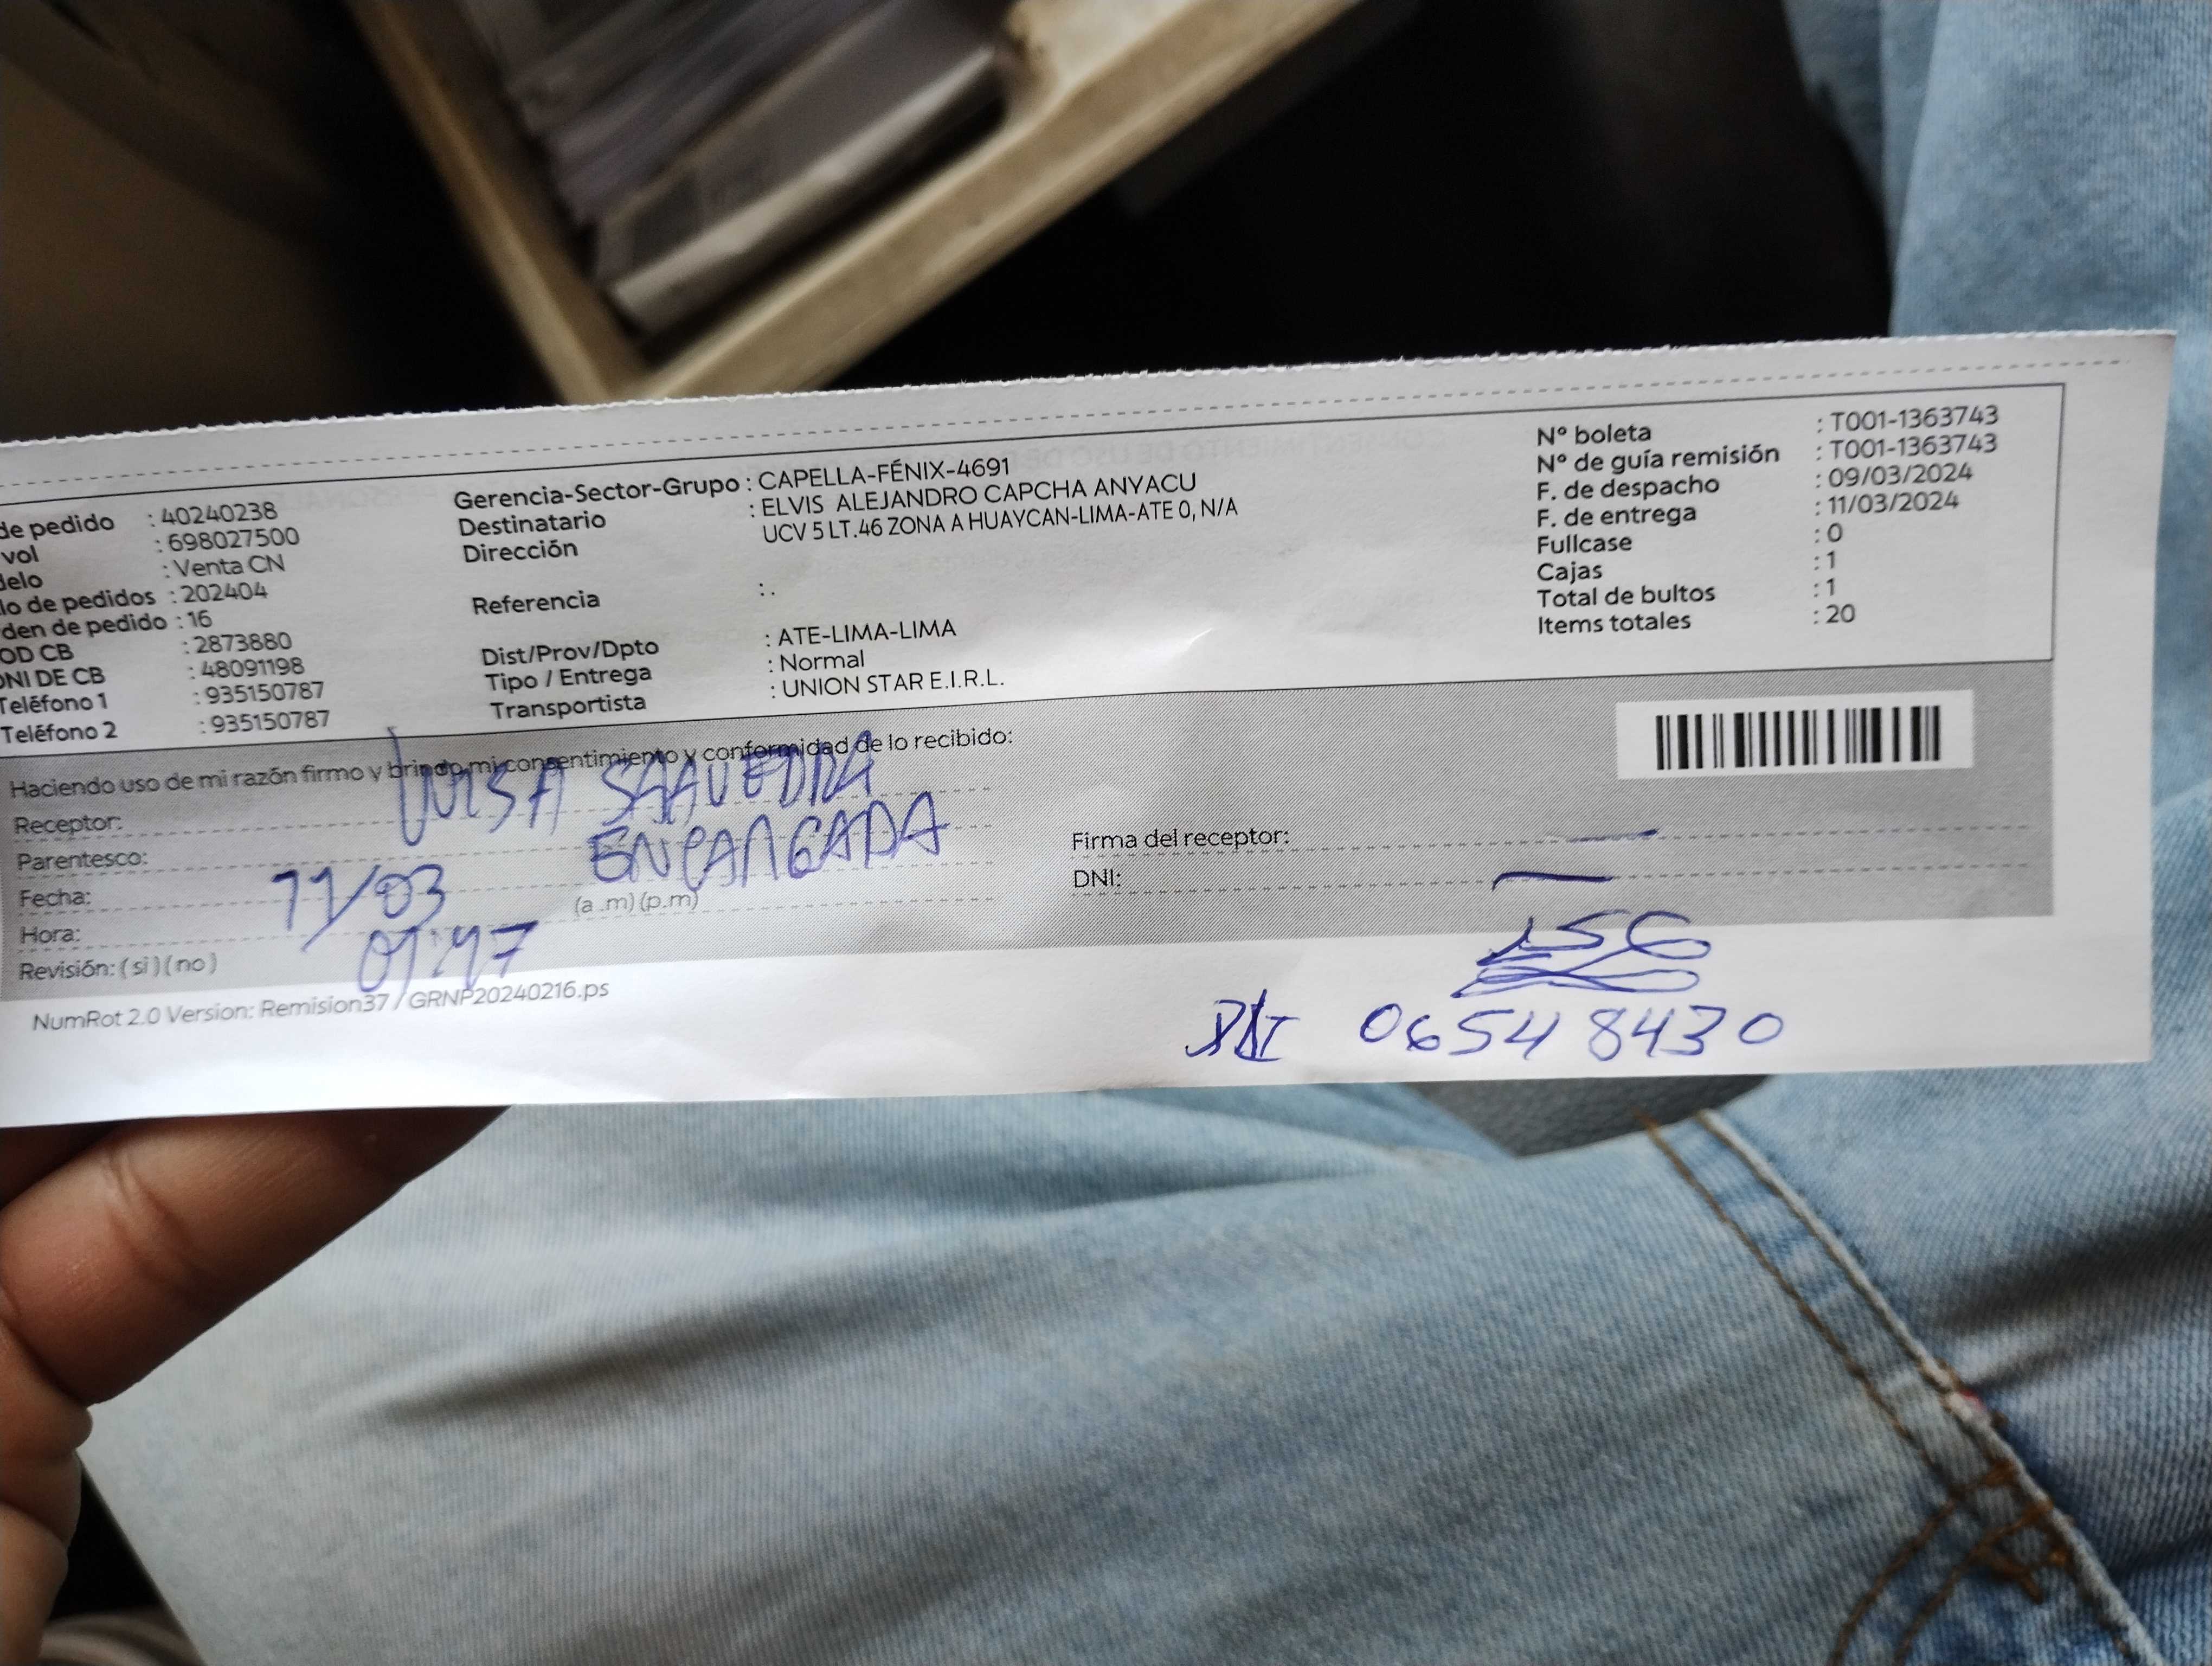 de pedido : 40240238
vol : 698027500
delo : Venta CN
lo de pedidos : 202404
den de pedido : 16
OD CB : 2873880
DNI DE CB : 48091198
Teléfono 1 : 935150787
Teléfono 2 : 935150787
Gerencia-Sector-Grupo : CAPELLA-FÉNIX-4691
Destinatario : ELVIS ALEJANDRO CAPCHA ANYACU
Dirección UCV 5 LT.46 ZONA A HUAYCAN-LIMA-ATE 0, N/A
Referencia : .
Dist/Prov/Dpto : ATE-LIMA-LIMA
Tipo / Entrega : Normal
Transportista : UNION STAR E.I.R.L.
Nº boleta : T001-1363743
Nº de guía remisión : T001-1363743
F. de despacho : 09/03/2024
F. de entrega : 11/03/2024
Fullcase : 0
Cajas : 1
Total de bultos : 1
Items totales : 20
Haciendo uso de mi razón firmo y brindo mi consentimiento y conformidad de lo recibido:
Receptor: LUISA SAAVEDRA
Parentesco: ENCARGADA
Fecha: 11/03
Hora: (a .m) (p.m)
Revisión: ( si ) ( no )
Firma del receptor:
DNI:
NumRot 2.0 Version: Remision37 / GRNP20240216.ps
DNI 06548430